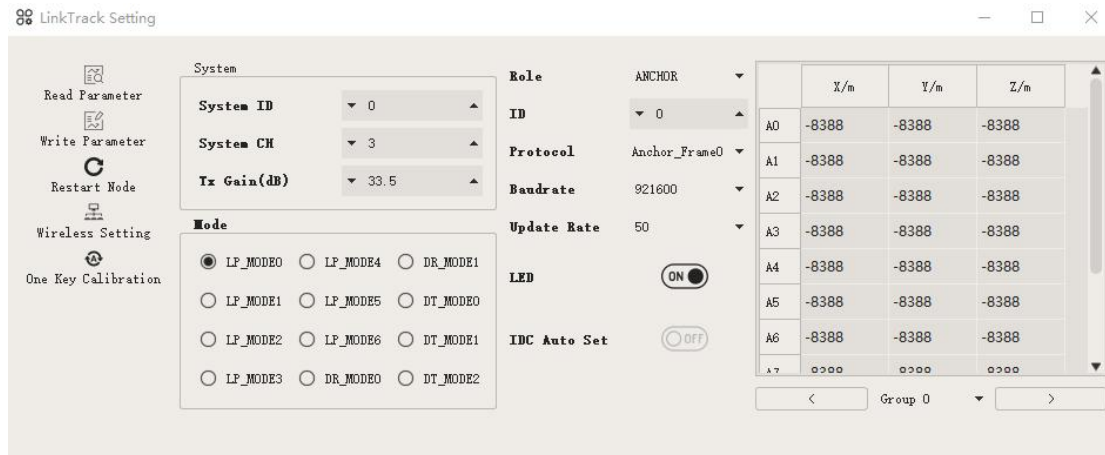 LinkTrack Setting
Read Parameter
Write Parameter
Restart Node
Wireless Setting
One Key Calibration
System
System ID 0
System CH 3
Tx Gain(dB) 33.5
Mode
LP_MODE0 LP_MODE4 DR_MODE1
LP_MODE1 LP_MODE5 DT_MODE0
LP_MODE2 LP_MODE6 DT_MODE1
LP_MODE3 DR_MODE0 DT_MODE2
Role ANCHOR
ID 0
Protocol Anchor_Frame0
Baudrate 921600
Update Rate 50
LED ON
IDC Auto Set OFF
X/m Y/m Z/m
A0 -8388 -8388 -8388
A1 -8388 -8388 -8388
A2 -8388 -8388 -8388
A3 -8388 -8388 -8388
A4 -8388 -8388 -8388
A5 -8388 -8388 -8388
A6 -8388 -8388 -8388
< Group 0 >